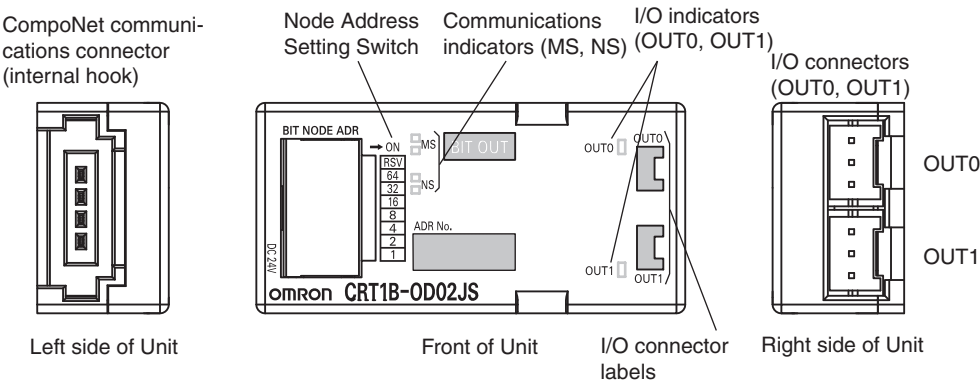 CompoNet communi-
cations connector
(internal hook)
Node Address
Setting Switch
Communications
indicators (MS, NS)
I/O indicators
(OUT0, OUT1)
I/O connectors
(OUT0, OUT1)
BIT NODE ADR
ON
RSV
64
32
16
8
4
2
1
MS
NS
BIT OUT
ADR No.
DC 24V
OMRON CRT1B-OD02JS
OUT0
OUT0
OUT1
OUT1
OUT0
OUT1
Left side of Unit
Front of Unit
I/O connector
labels
Right side of Unit